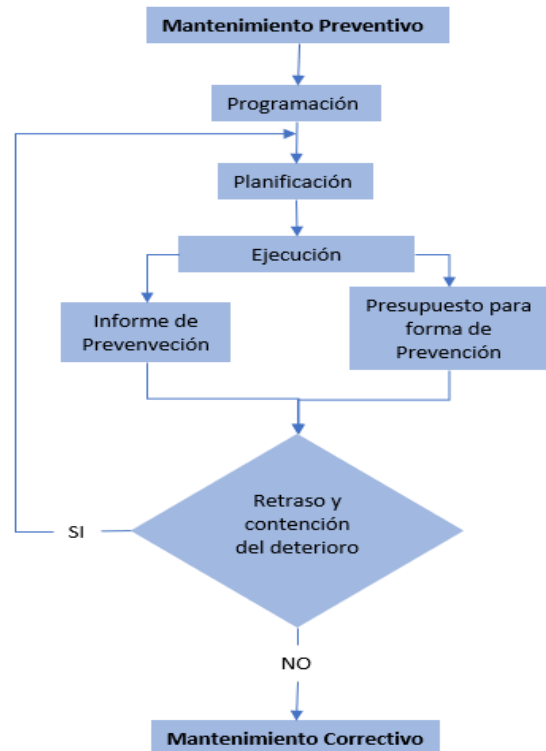 Mantenimiento Preventivo
Programación
Planificación
Ejecución
Informe de
Prevenveción
Presupuesto para
forma de
Prevención
Retraso y
contención
del deterioro
SI
NO
Mantenimiento Correctivo